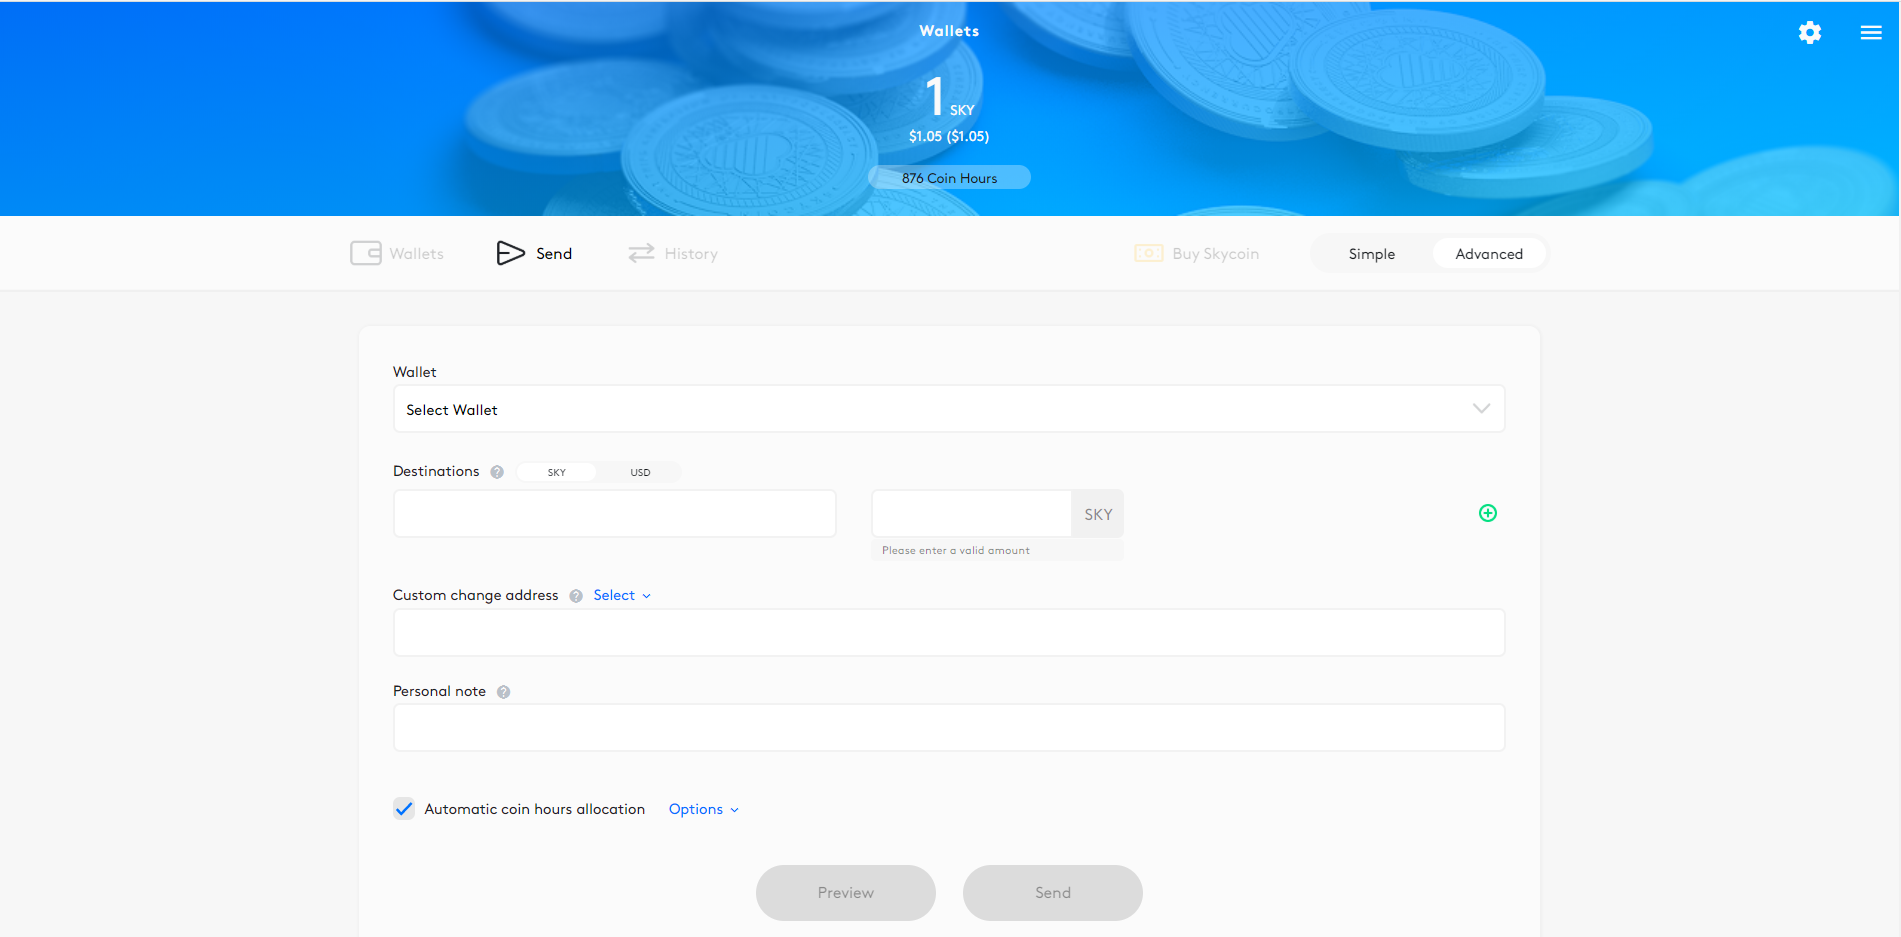 Wallets
1 SKY
$1.05 ($1.05)
876 Coin Hours
Wallets Send History Buy Skycoin Simple Advanced
Wallet
Select Wallet
Destinations ? SKY USD
SKY
Please enter a valid amount
Custom change address ? Select
Personal note ?
Automatic coin hours allocation Options
Preview Send